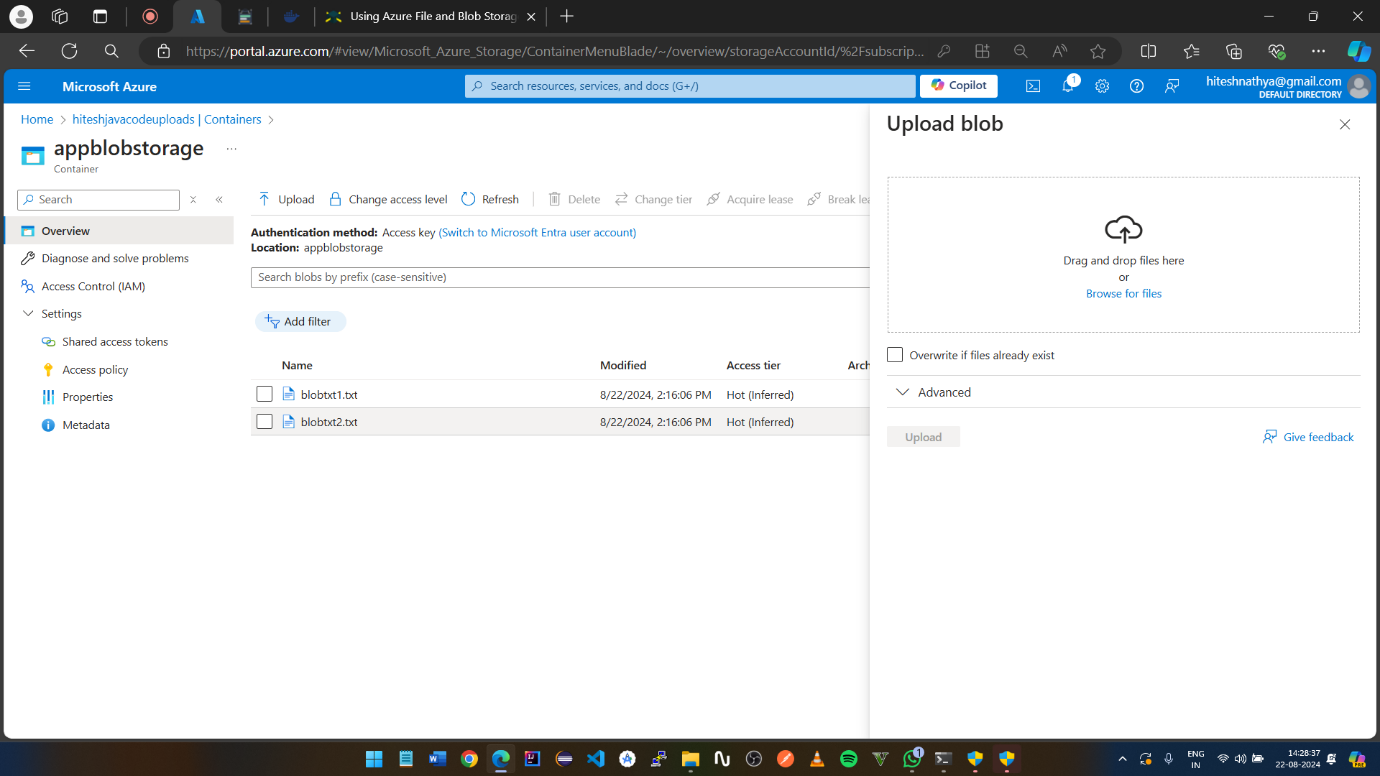 Using Azure File and Blob Storag
https://portal.azure.com/#view/Microsoft_Azure_Storage/ContainerMenuBlade/~/overview/storageAccountId/%2Fsubscrip...
Microsoft Azure
Search resources, services, and docs (G+/)
Copilot
1
hiteshnathya@gmail.com
DEFAULT DIRECTORY
Home > hiteshjavacodeuploads | Containers >
appblobstorage ...
Container
Search
Overview
Diagnose and solve problems
Access Control (IAM)
Settings
Shared access tokens
Access policy
Properties
Metadata
Upload Change access level Refresh Delete Change tier Acquire lease Break lea
Authentication method: Access key (Switch to Microsoft Entra user account)
Location: appblobstorage
Search blobs by prefix (case-sensitive)
Add filter
Name Modified Access tier Arch
blobtxt1.txt 8/22/2024, 2:16:06 PM Hot (Inferred)
blobtxt2.txt 8/22/2024, 2:16:06 PM Hot (Inferred)
Upload blob
Drag and drop files here
or
Browse for files
Overwrite if files already exist
Advanced
Upload
Give feedback
1
ENG
IN
14:28:37
22-08-2024
PRE